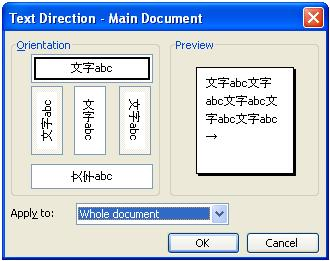 Text Direction - Main Document
Orientation
文字abc
文字abc
文字abc
文字abc
文字abc
Preview
文字abc文字
abc文字abc文
字abc文字abc
→
Apply to:
Whole document
OK
Cancel